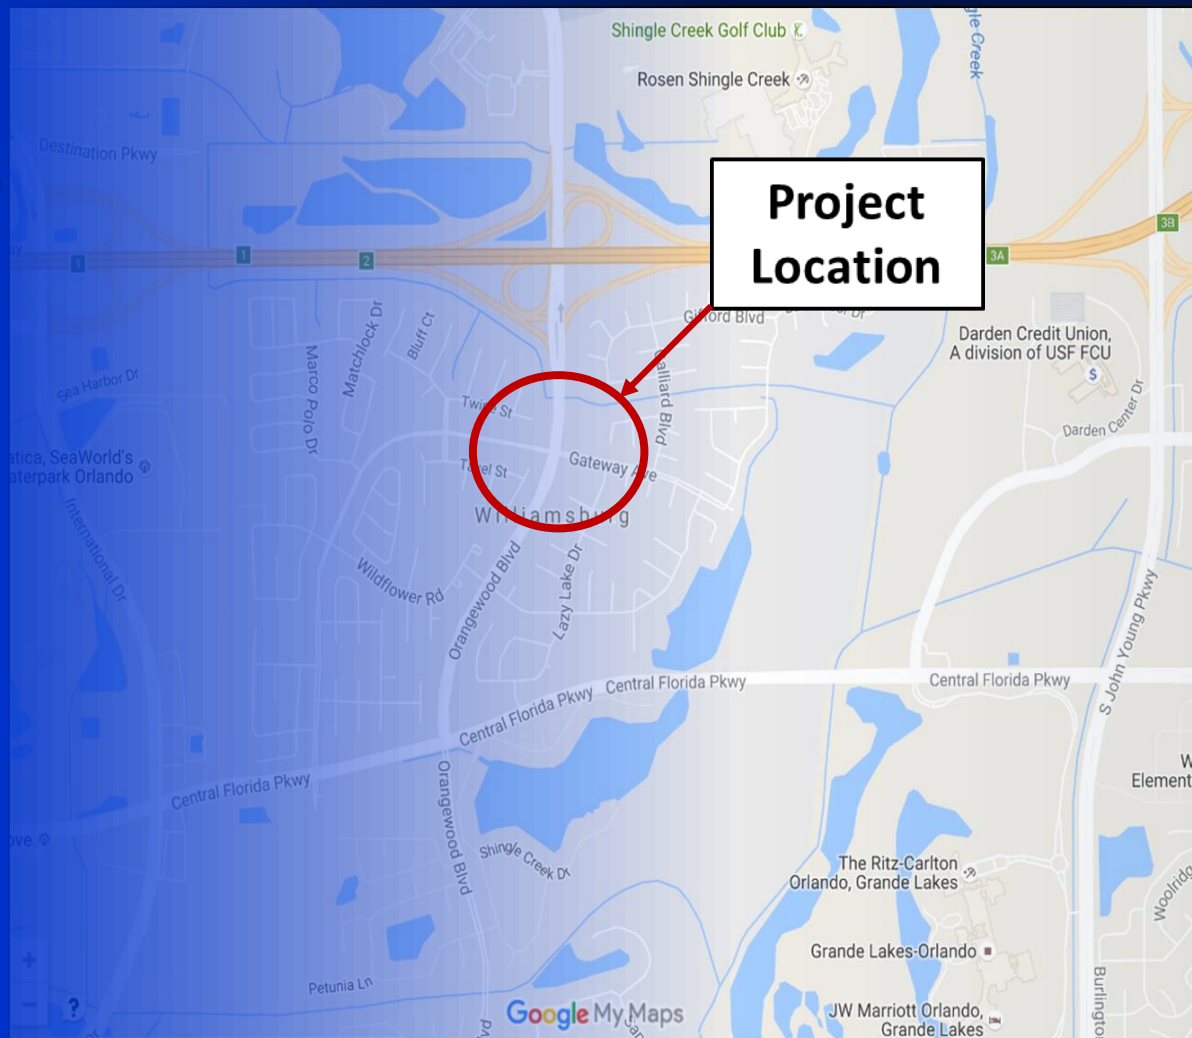 Shingle Creek Golf Club
Rosen Shingle Creek
Creek
Destination Pkwy
Project
Location
3B
1
1
2
3A
Gifford Blvd
Dr
Darden Credit Union,
A division of USF FCU
$
Matchlock Dr
Bluff Ct
Marco Polo Dr
Galliard Blvd
Sea Harbor Dr
Twine St
Darden Center Dr
SeaWorld's
Orlando
St
Gateway Ave
Williamsburg
International Dr
Wildflower Rd
Orangewood Blvd
Lazy Lake Dr
S John Young Pkwy
Central Florida Pkwy
Central Florida Pkwy
Central Florida Pkwy
Central Florida Pkwy
Orangewood Blvd
Element
Shingle Creek Dr
The Ritz-Carlton
Orlando, Grande Lakes
Grande Lakes-Orlando
Petunia Ln
+
−
?
Google My Maps
JW Marriott Orlando,
Grande Lakes